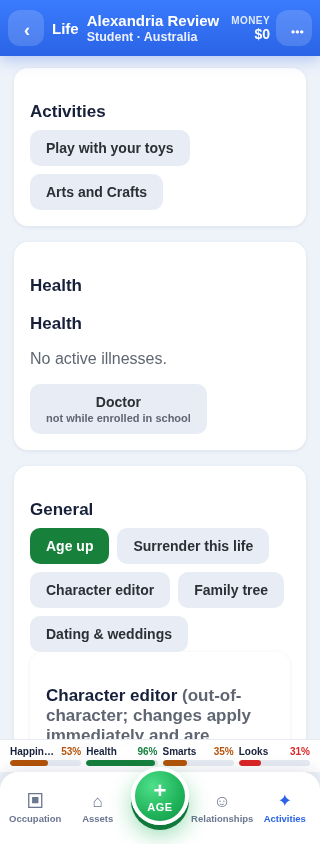 ‹
Life
Alexandria Review
Student · Australia
MONEY
$0
...
Activities
Play with your toys
Arts and Crafts
Health
Health
No active illnesses.
Doctor
not while enrolled in school
General
Age up
Surrender this life
Character editor
Family tree
Dating & weddings
Character editor (out-of-
character; changes apply
immediately and are
Happin... 53%
Health 96%
Smarts 35%
Looks 31%
+
AGE
Occupation
Assets
Relationships
Activities